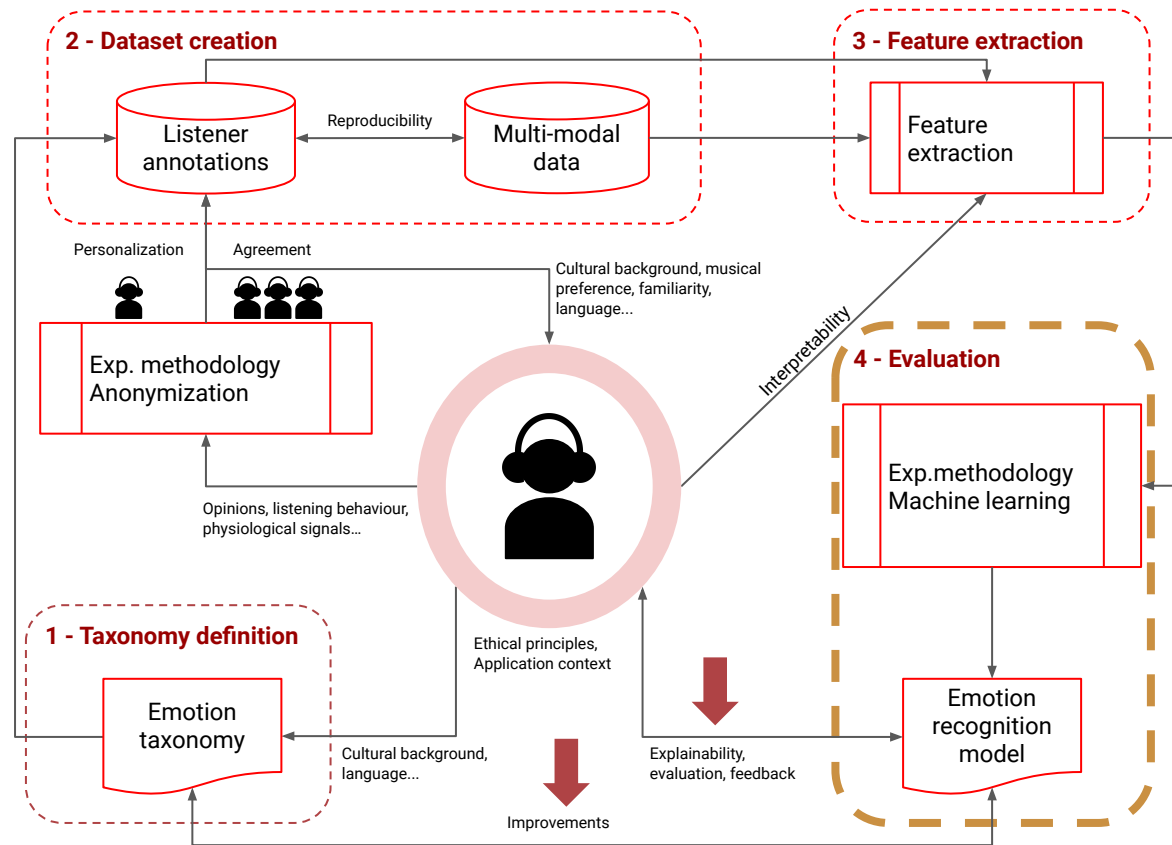 2 - Dataset creation
3 - Feature extraction
Listener
annotations
Reproducibility
Multi-modal
data
Feature
extraction
Personalization
Agreement
Cultural background, musical
preference, familiarity,
language...
Interpretability
Exp. methodology
Anonymization
4 - Evaluation
Exp.methodology
Machine learning
Opinions, listening behaviour,
physiological signals…
1 - Taxonomy definition
Ethical principles,
Application context
Emotion
taxonomy
Cultural background,
language...
Explainability,
evaluation, feedback
Emotion
recognition
model
Improvements